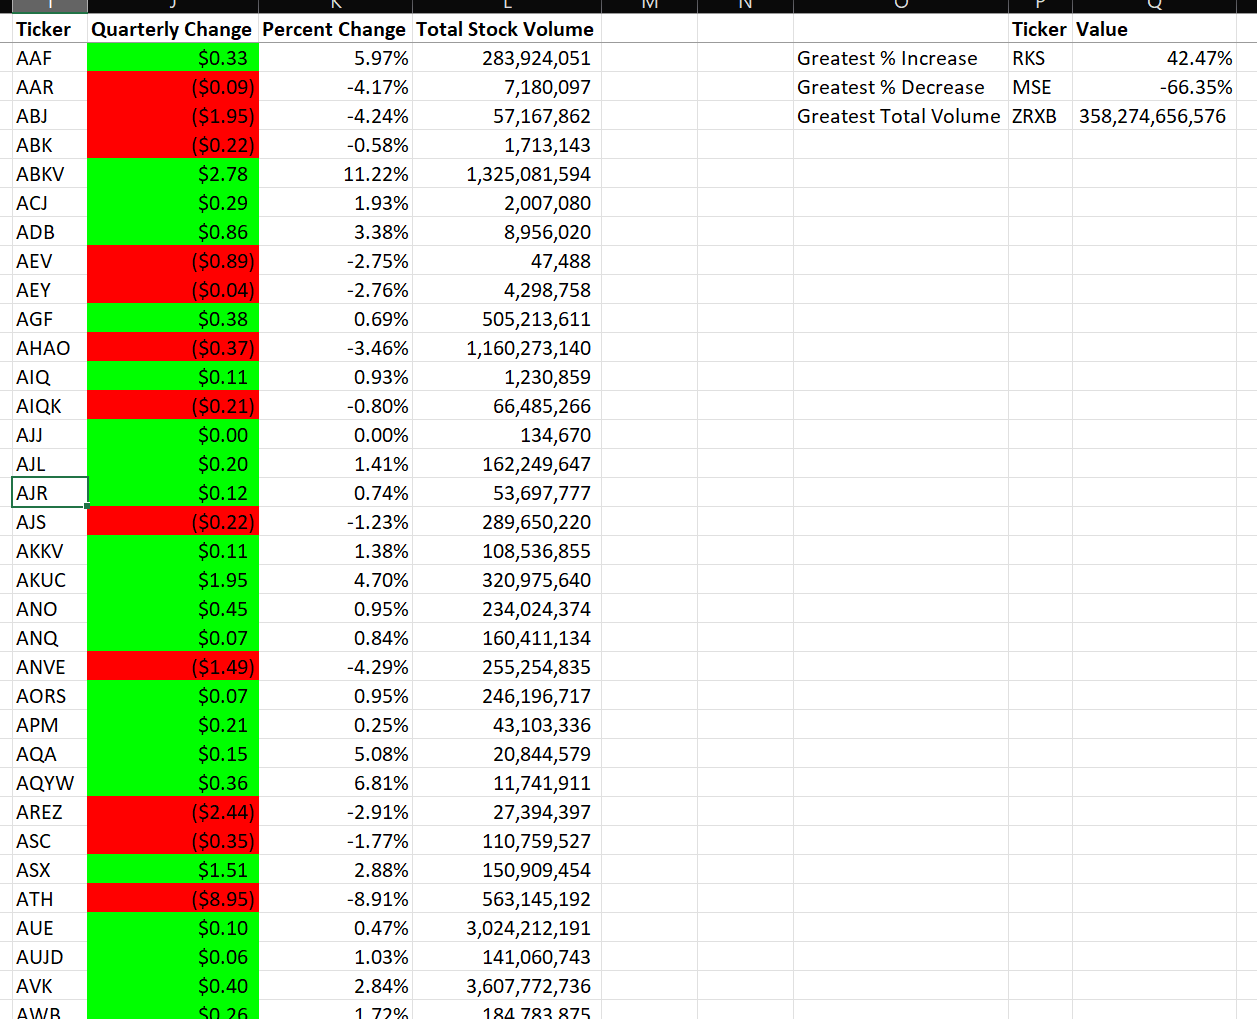 I J K L M N O P Q
Ticker Quarterly Change Percent Change Total Stock Volume Ticker Value
AAF $0.33 5.97% 283,924,051 Greatest % Increase RKS 42.47%
AAR ($0.09) -4.17% 7,180,097 Greatest % Decrease MSE -66.35%
ABJ ($1.95) -4.24% 57,167,862 Greatest Total Volume ZRXB 358,274,656,576
ABK ($0.22) -0.58% 1,713,143
ABKV $2.78 11.22% 1,325,081,594
ACJ $0.29 1.93% 2,007,080
ADB $0.86 3.38% 8,956,020
AEV ($0.89) -2.75% 47,488
AEY ($0.04) -2.76% 4,298,758
AGF $0.38 0.69% 505,213,611
AHAO ($0.37) -3.46% 1,160,273,140
AIQ $0.11 0.93% 1,230,859
AIQK ($0.21) -0.80% 66,485,266
AJJ $0.00 0.00% 134,670
AJL $0.20 1.41% 162,249,647
AJR $0.12 0.74% 53,697,777
AJS ($0.22) -1.23% 289,650,220
AKKV $0.11 1.38% 108,536,855
AKUC $1.95 4.70% 320,975,640
ANO $0.45 0.95% 234,024,374
ANQ $0.07 0.84% 160,411,134
ANVE ($1.49) -4.29% 255,254,835
AORS $0.07 0.95% 246,196,717
APM $0.21 0.25% 43,103,336
AQA $0.15 5.08% 20,844,579
AQYW $0.36 6.81% 11,741,911
AREZ ($2.44) -2.91% 27,394,397
ASC ($0.35) -1.77% 110,759,527
ASX $1.51 2.88% 150,909,454
ATH ($8.95) -8.91% 563,145,192
AUE $0.10 0.47% 3,024,212,191
AUJD $0.06 1.03% 141,060,743
AVK $0.40 2.84% 3,607,772,736
AWB $0.26 1.72% 184,783,875